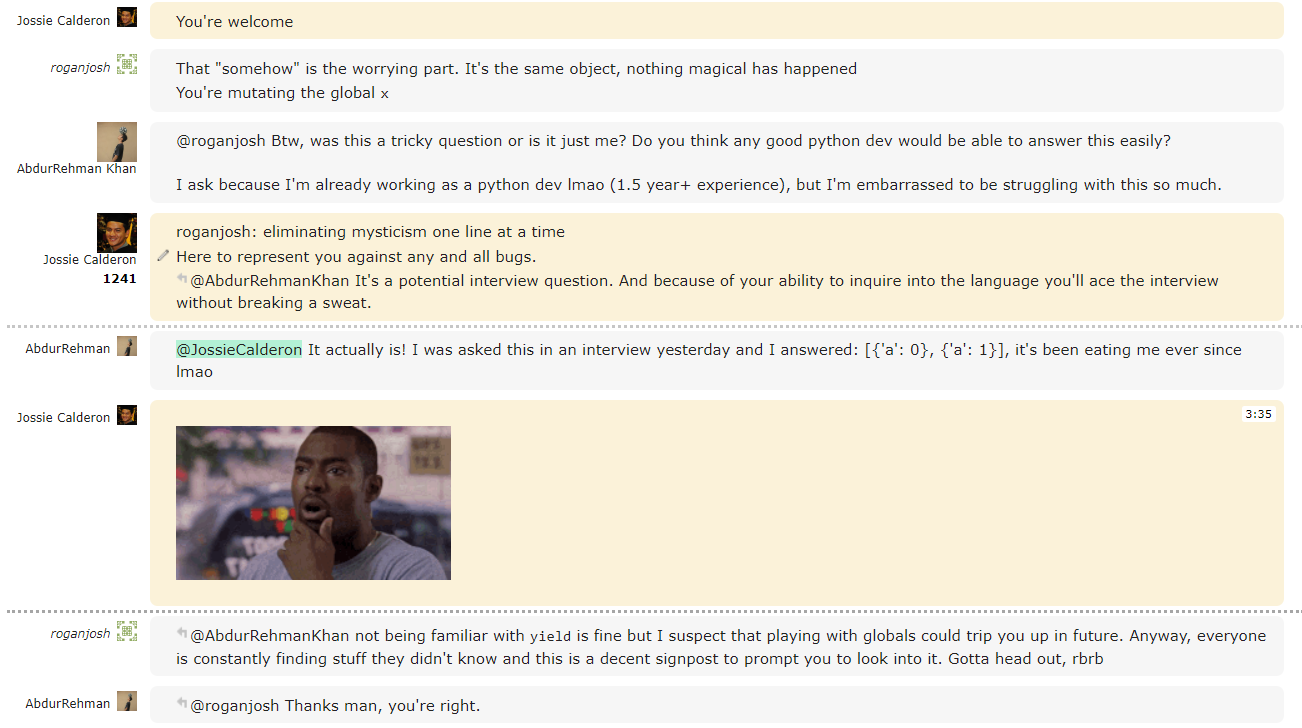 Jossie Calderon
You're welcome
roganjosh
That "somehow" is the worrying part. It's the same object, nothing magical has happened
You're mutating the global x
AbdurRehman Khan
@roganjosh Btw, was this a tricky question or is it just me? Do you think any good python dev would be able to answer this easily?
I ask because I'm already working as a python dev lmao (1.5 year+ experience), but I'm embarrassed to be struggling with this so much.
Jossie Calderon
1241
roganjosh: eliminating mysticism one line at a time
Here to represent you against any and all bugs.
@AbdurRehmanKhan It's a potential interview question. And because of your ability to inquire into the language you'll ace the interview
without breaking a sweat.
AbdurRehman
@JossieCalderon It actually is! I was asked this in an interview yesterday and I answered: [{'a': 0}, {'a': 1}], it's been eating me ever since
lmao
Jossie Calderon
3:35
roganjosh
@AbdurRehmanKhan not being familiar with yield is fine but I suspect that playing with globals could trip you up in future. Anyway, everyone
is constantly finding stuff they didn't know and this is a decent signpost to prompt you to look into it. Gotta head out, rbrb
AbdurRehman
@roganjosh Thanks man, you're right.